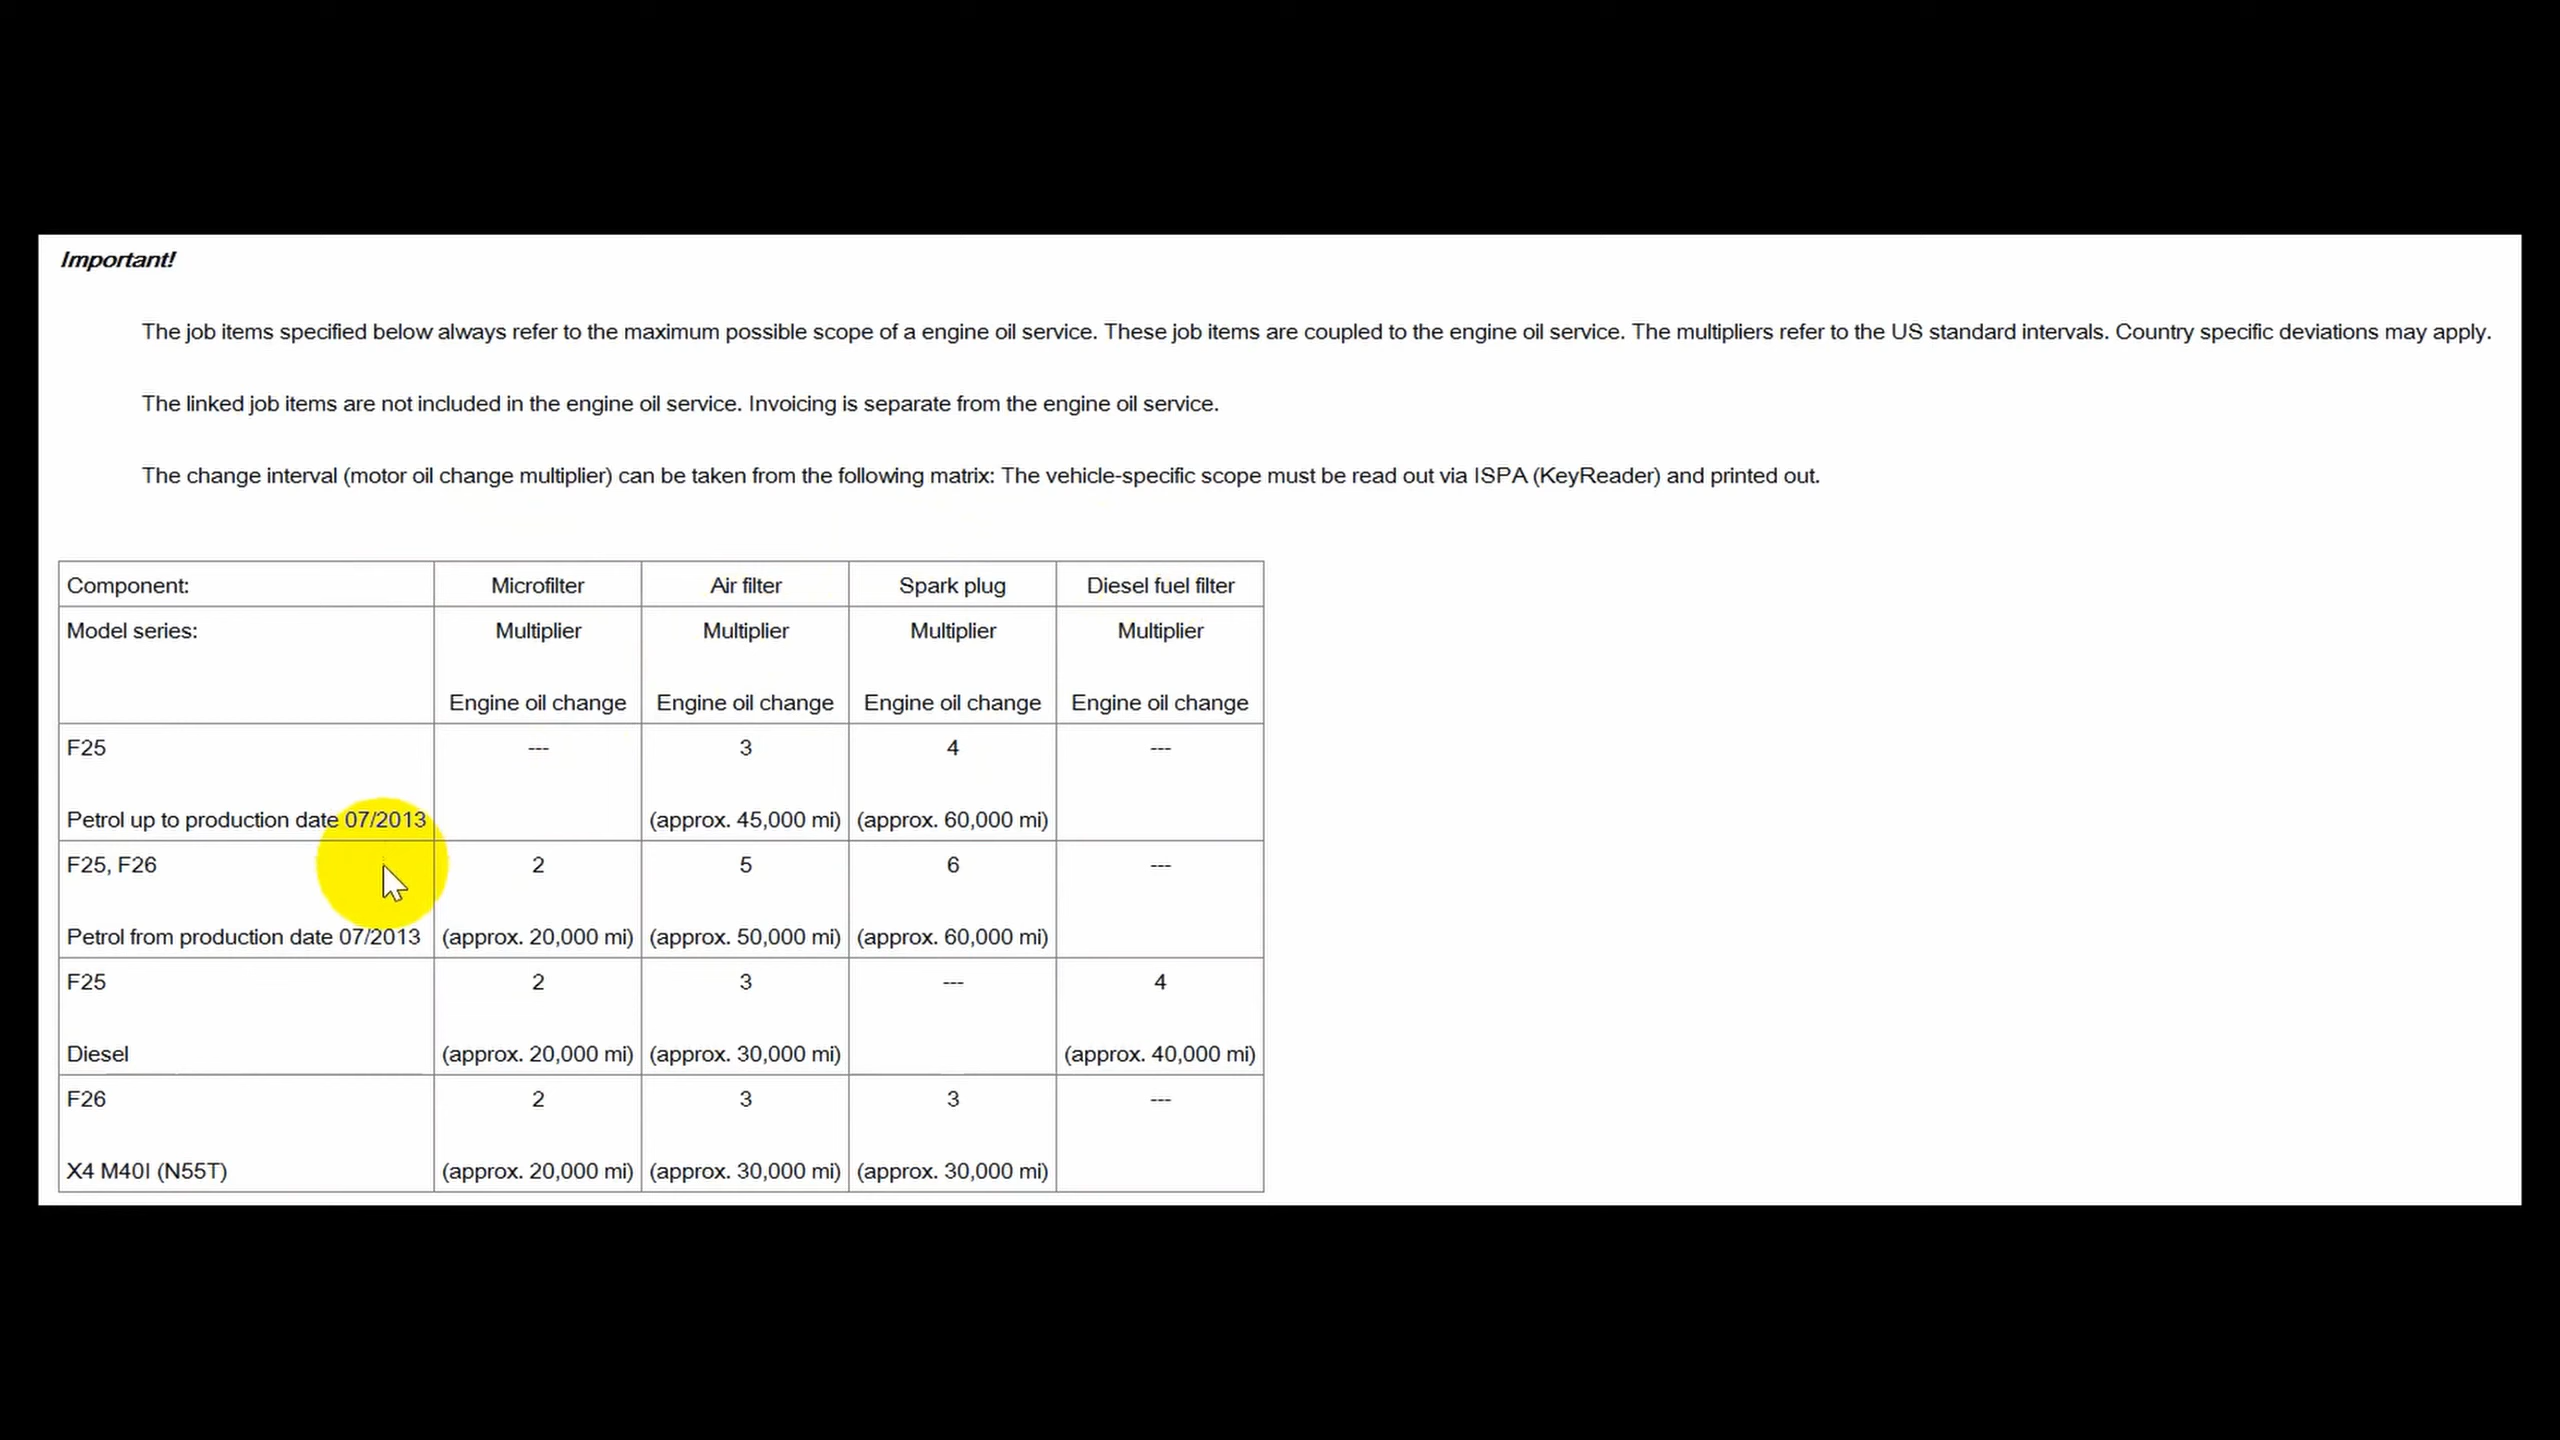 Important!
The job items specified below always refer to the maximum possible scope of a engine oil service. These job items are coupled to the engine oil service. The multipliers refer to the US standard intervals. Country specific deviations may apply.
The linked job items are not included in the engine oil service. Invoicing is separate from the engine oil service.
The change interval (motor oil change multiplier) can be taken from the following matrix: The vehicle-specific scope must be read out via ISPA (KeyReader) and printed out.
Component: Microfilter Air filter Spark plug Diesel fuel filter
Model series: Multiplier Multiplier Multiplier Multiplier
Engine oil change Engine oil change Engine oil change Engine oil change
F25 --- 3 4 ---
Petrol up to production date 07/2013 (approx. 45,000 mi) (approx. 60,000 mi)
F25, F26 2 5 6 ---
Petrol from production date 07/2013 (approx. 20,000 mi) (approx. 50,000 mi) (approx. 60,000 mi)
F25 2 3 --- 4
Diesel (approx. 20,000 mi) (approx. 30,000 mi) (approx. 40,000 mi)
F26 2 3 3 ---
X4 M40I (N55T) (approx. 20,000 mi) (approx. 30,000 mi) (approx. 30,000 mi)